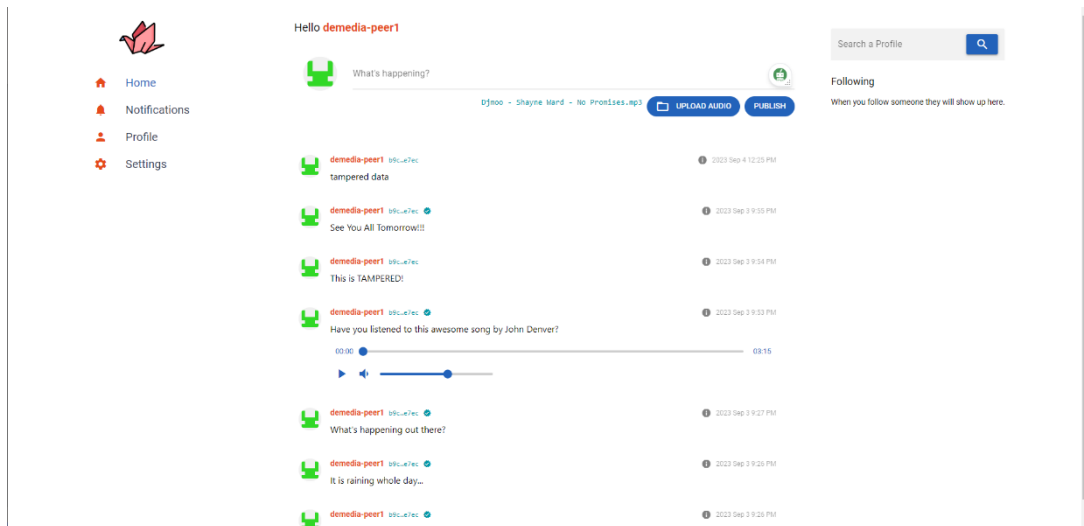 Hello demedia-peer1
Search a Profile
What's happening?
Home
Following
Djmoo - Shayne Ward - No Promises.mp3 UPLOAD AUDIO PUBLISH
When you follow someone they will show up here.
Notifications
Profile
Settings
demedia-peer1 b9c…e7ec 2023 Sep 4 12:25 PM
tampered data
demedia-peer1 b9c…e7ec 2023 Sep 3 9:55 PM
See You All Tomorrow!!!
demedia-peer1 b9c…e7ec 2023 Sep 3 9:54 PM
This is TAMPERED!
demedia-peer1 b9c…e7ec 2023 Sep 3 9:53 PM
Have you listened to this awesome song by John Denver?
00:00 03:15
demedia-peer1 b9c…e7ec 2023 Sep 3 9:27 PM
What's happening out there?
demedia-peer1 b9c…e7ec 2023 Sep 3 9:26 PM
It is raining whole day...
demedia-peer1 b9c…e7ec 2023 Sep 3 9:26 PM